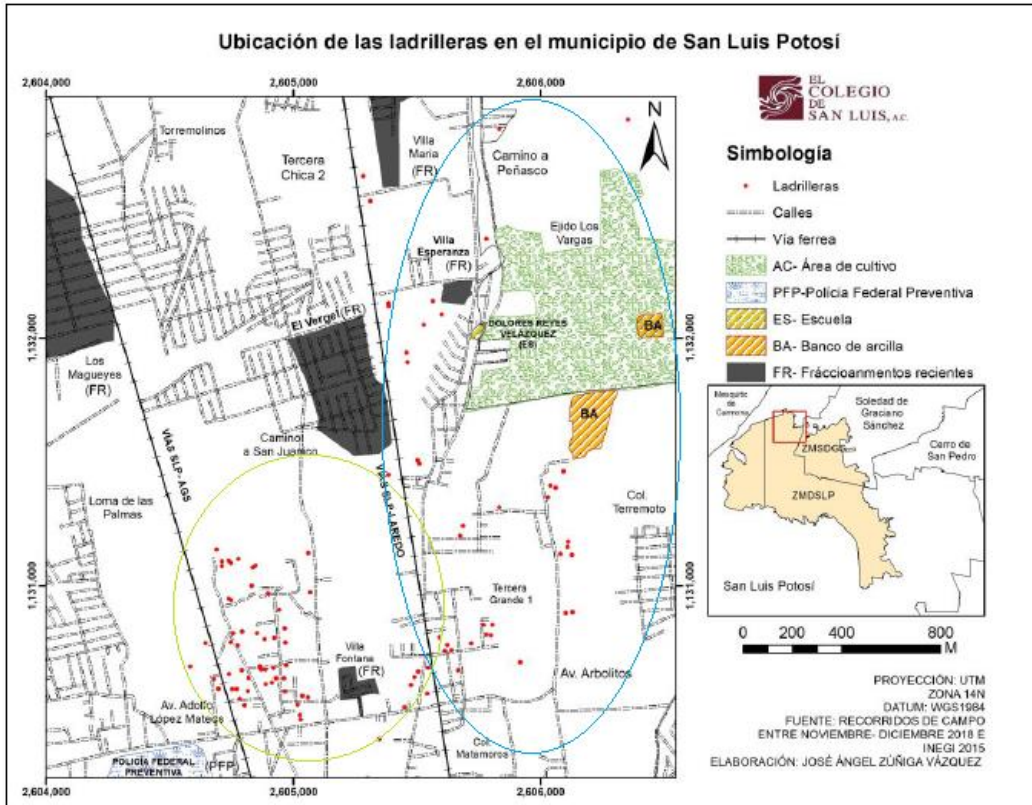 Ubicación de las ladrilleras en el municipio de San Luis Potosí
2,604,000
2,605,000
2,606,000
N
Torremolinos
Tercera
Chica 2
Villa
María
(FR)
Camino a
Peñasco
Ejido Los
Vargas
Villa
Esperanza
(FR)
El Vergel (FR)
DOLORES REYES
VELÁZQUEZ
(ES)
BA
1,132,000
1,132,000
Los
Magueyes
(FR)
BA
Camino
a San Juanico
VÍAS SLP-AGS
VÍAS SLP-LAREDO
Loma de las
Palmas
Col.
Terremoto
1,131,000
1,131,000
Tercera
Grande 1
Villa
Fontana
(FR)
Av. Arbolitos
Av. Adolfo
López Mateos
Col.
Matamoros
POLICÍA FEDERAL
PREVENTIVA
(PFP)
2,604,000
2,605,000
2,606,000
EL
COLEGIO
DE
SAN LUIS, A.C.
Simbología
Ladrilleras
Calles
Vía ferrea
AC- Área de cultivo
PFP-Policía Federal Preventiva
ES- Escuela
BA- Banco de arcilla
FR- Fráccioanmentos recientes
Mexquitic de
Carmona
Soledad de
Graciano
Sánchez
ZMSDGS
Cerro de
San Pedro
ZMDSLP
San Luis Potosí
0 200 400 800
M
PROYECCIÓN: UTM
ZONA 14N
DATUM: WGS1984
FUENTE: RECORRIDOS DE CAMPO
ENTRE NOVIEMBRE- DICIEMBRE 2018 E
INEGI 2015
ELABORACIÓN: JOSÉ ÁNGEL ZÚÑIGA VÁZQUEZ